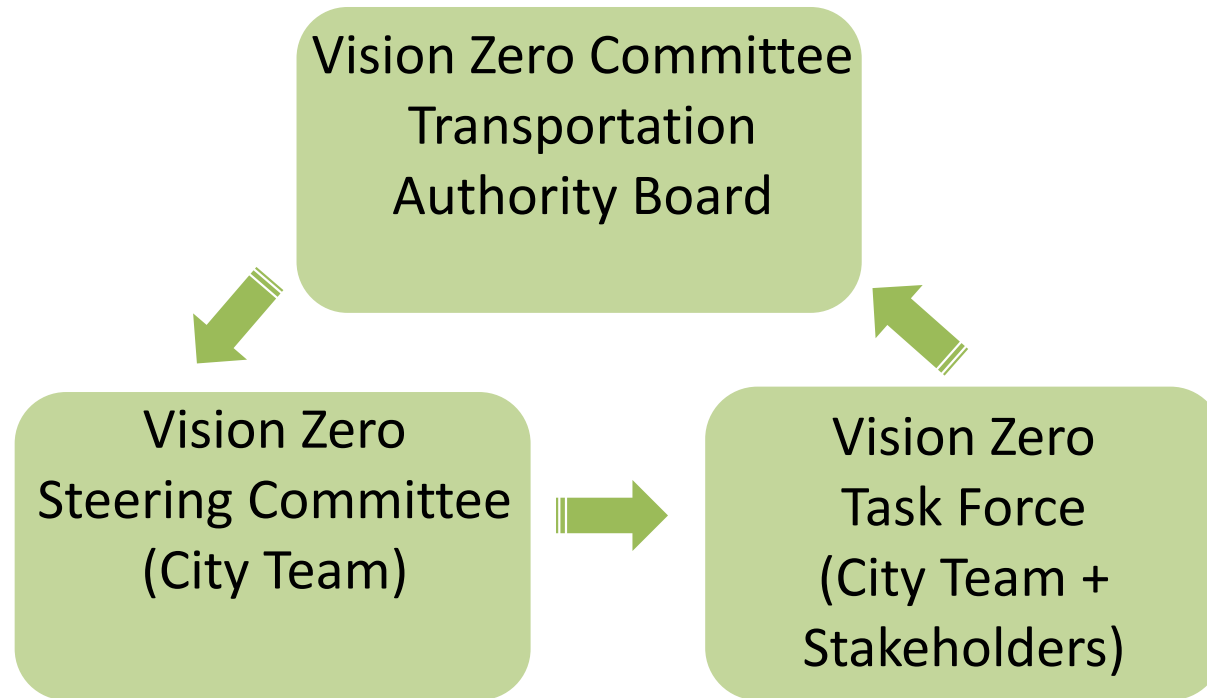 Vision Zero Committee
Transportation
Authority Board
Vision Zero
Steering Committee
(City Team)
Vision Zero
Task Force
(City Team +
Stakeholders)